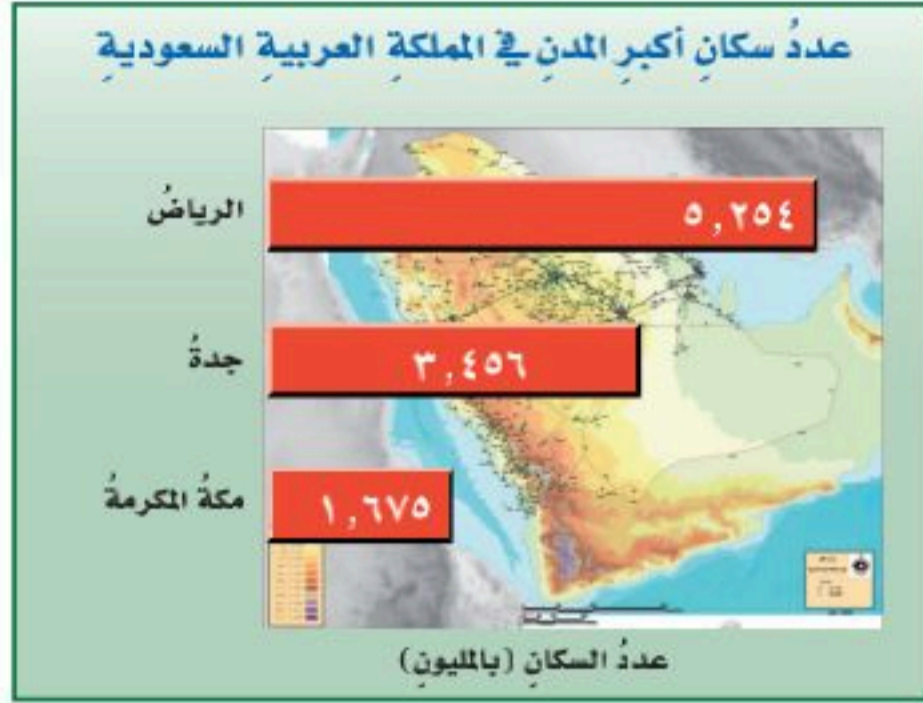 عددُ سكانِ أكبرِ المدنِ في المملكةِ العربيةِ السعوديةِ
الرياضُ
٥,٢٥٤
جدةُ
٣,٤٥٦
مكةُ المكرمةُ
١,٦٧٥
عددُ السكانِ (بالمليونِ)